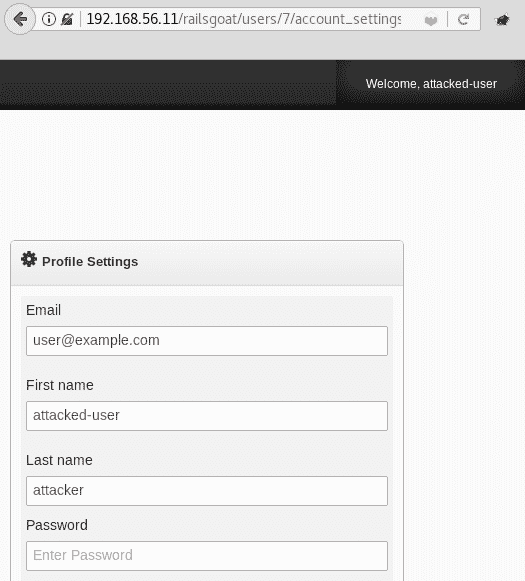 192.168.56.11/railsgoat/users/7/account_settings
Welcome, attacked-user
Profile Settings
Email
user@example.com
First name
attacked-user
Last name
attacker
Password
Enter Password